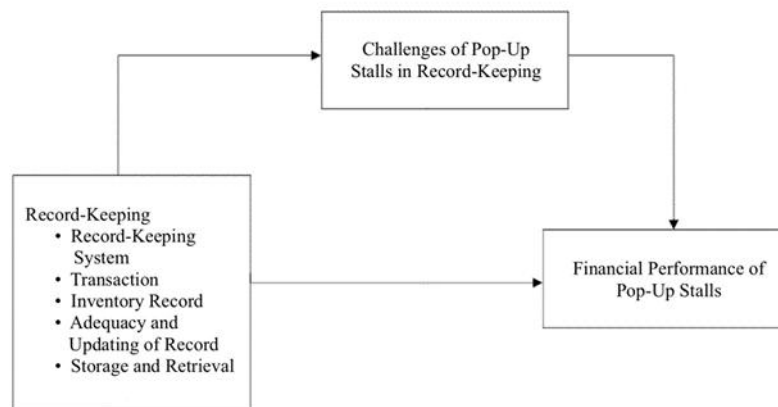 Challenges of Pop-Up
Stalls in Record-Keeping
Record-Keeping
• Record-Keeping
System
• Transaction
• Inventory Record
• Adequacy and
Updating of Record
• Storage and Retrieval
Financial Performance of
Pop-Up Stalls